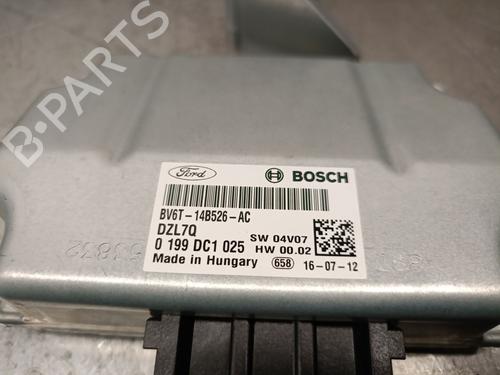 B-PARTS
Ford
BOSCH
BV6T-14B526-AC
DZL7Q
0 199 DC1 025
SW 04V07
HW 00.02
Made in Hungary
658
16-07-12